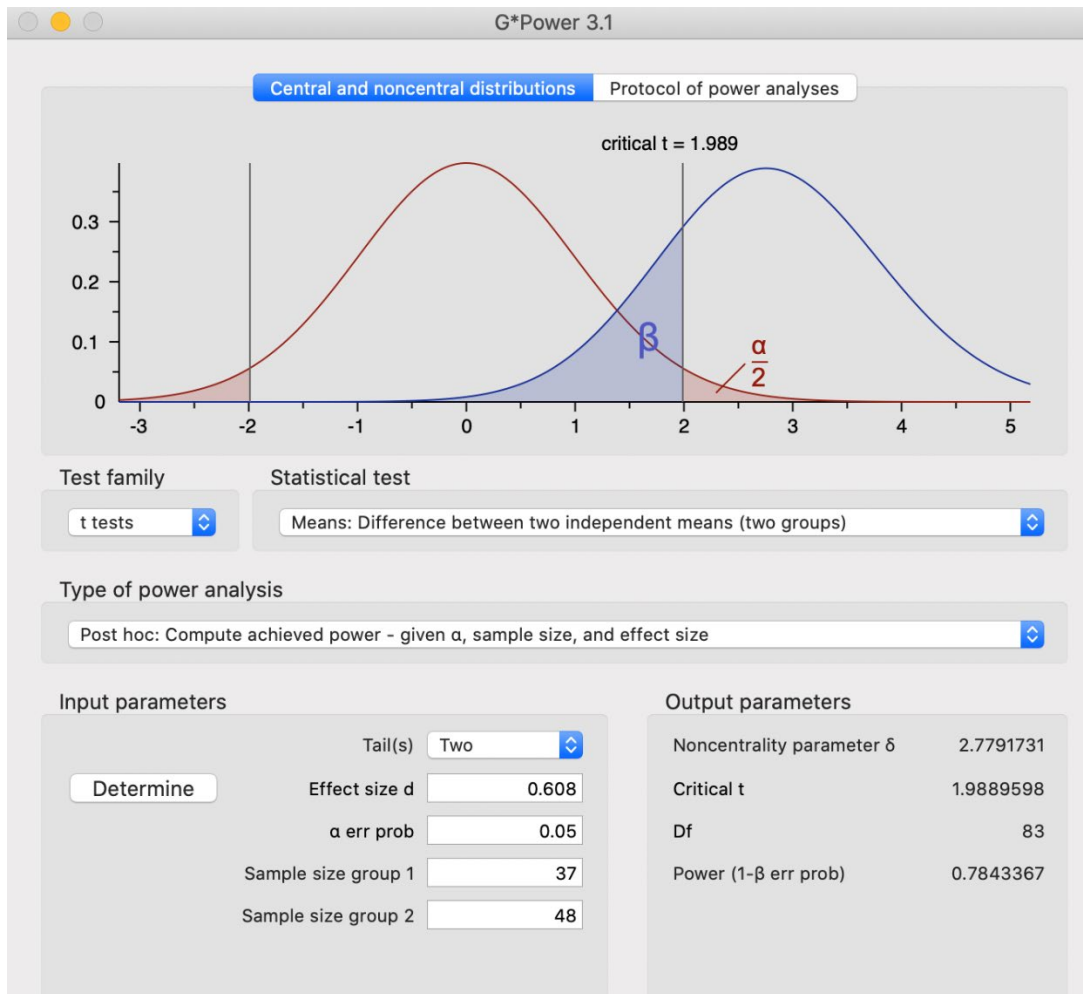 G*Power 3.1
Central and noncentral distributions Protocol of power analyses
critical t = 1.989
0.3
0.2
0.1
0
β
α
2
-3 -2 -1 0 1 2 3 4 5
Test family Statistical test
t tests Means: Difference between two independent means (two groups)
Type of power analysis
Post hoc: Compute achieved power - given α, sample size, and effect size
Input parameters Output parameters
Tail(s) Two Noncentrality parameter δ 2.7791731
Determine Effect size d 0.608 Critical t 1.9889598
α err prob 0.05 Df 83
Sample size group 1 37 Power (1-β err prob) 0.7843367
Sample size group 2 48